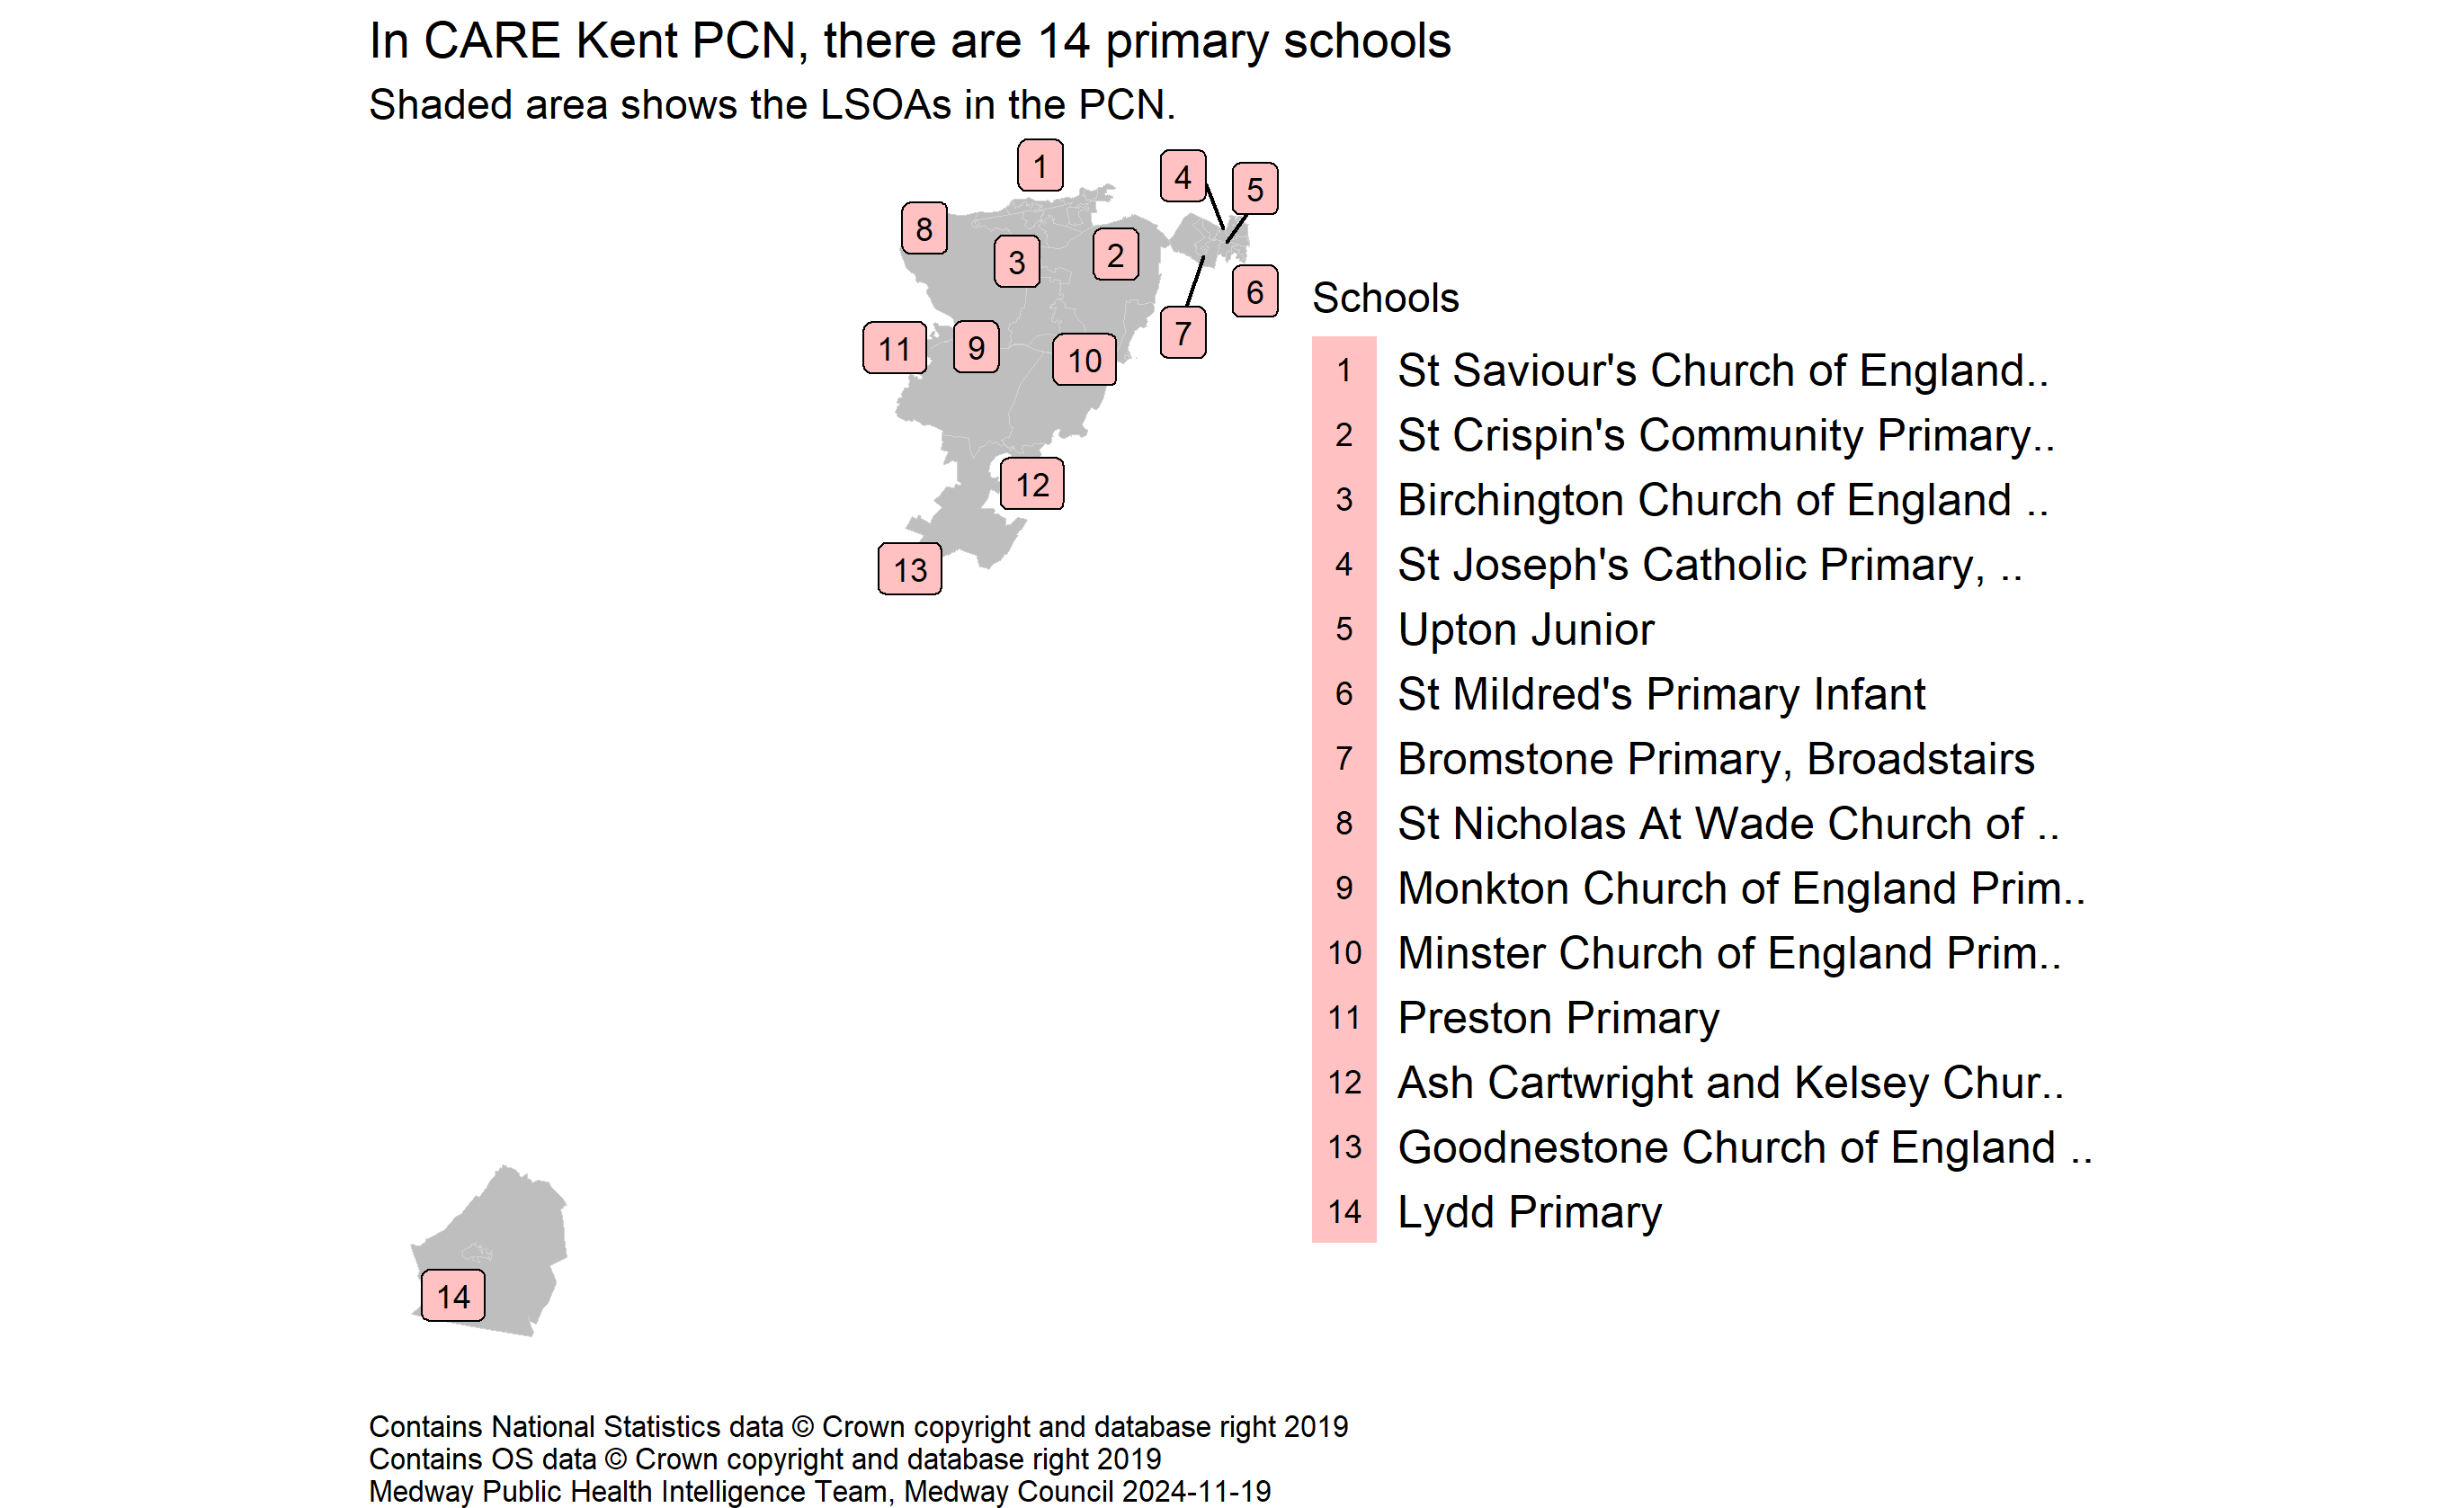 In CARE Kent PCN, there are 14 primary schools
Shaded area shows the LSOAs in the PCN.
1
4
5
8
3
2
6
7
11
9
10
12
13
14
Schools
1 St Saviour's Church of England..
2 St Crispin's Community Primary..
3 Birchington Church of England ..
4 St Joseph's Catholic Primary, ..
5 Upton Junior
6 St Mildred's Primary Infant
7 Bromstone Primary, Broadstairs
8 St Nicholas At Wade Church of ..
9 Monkton Church of England Prim..
10 Minster Church of England Prim..
11 Preston Primary
12 Ash Cartwright and Kelsey Chur..
13 Goodnestone Church of England ..
14 Lydd Primary
Contains National Statistics data © Crown copyright and database right 2019
Contains OS data © Crown copyright and database right 2019
Medway Public Health Intelligence Team, Medway Council 2024-11-19